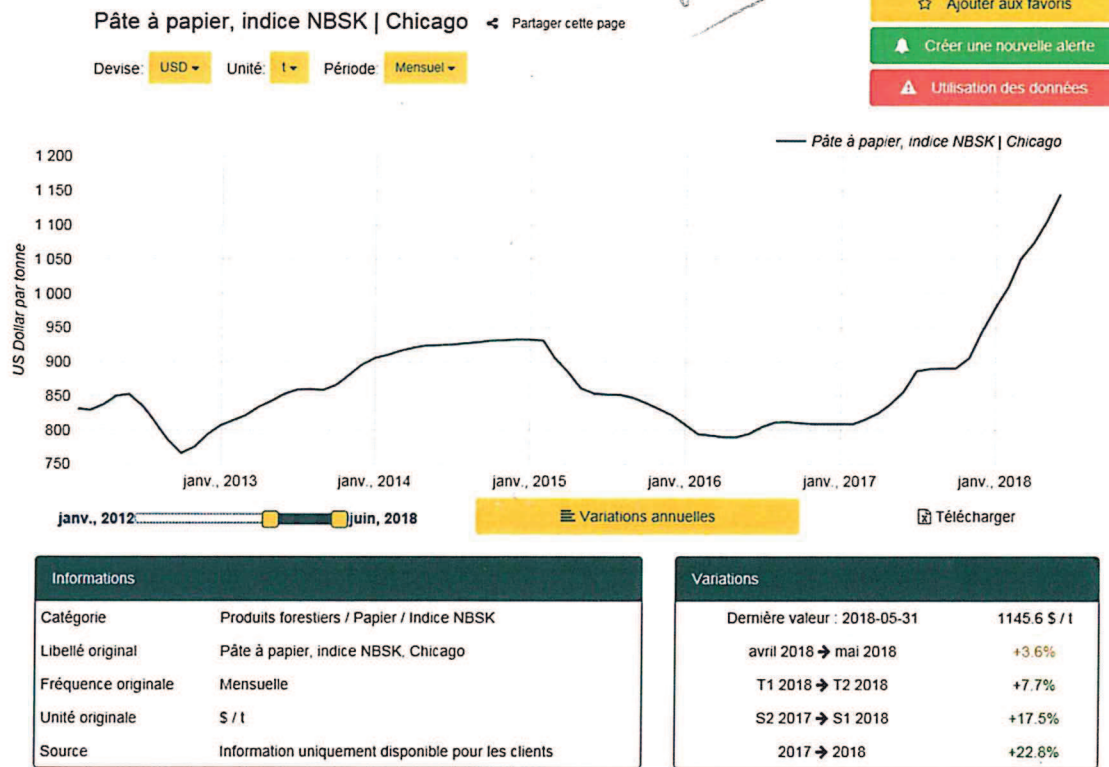 Pâte à papier, indice NBSK | Chicago Partager cette page
Ajouter aux favoris
Devise: USD Unité: t Période: Mensuel
Créer une nouvelle alerte
Utilisation des données
Pâte à papier, indice NBSK | Chicago
US Dollar par tonne
1 200
1 150
1 100
1 050
1 000
950
900
850
800
750
janv., 2013 janv., 2014 janv., 2015 janv., 2016 janv., 2017 janv., 2018
janv., 2012 juin, 2018 Variations annuelles Télécharger
Informations
Catégorie Produits forestiers / Papier / Indice NBSK
Libellé original Pâte à papier, indice NBSK, Chicago
Fréquence originale Mensuelle
Unité originale $ / t
Source Information uniquement disponible pour les clients
Variations
Dernière valeur : 2018-05-31 1145.6 $ / t
avril 2018 → mai 2018 +3.6%
T1 2018 → T2 2018 +7.7%
S2 2017 → S1 2018 +17.5%
2017 → 2018 +22.8%